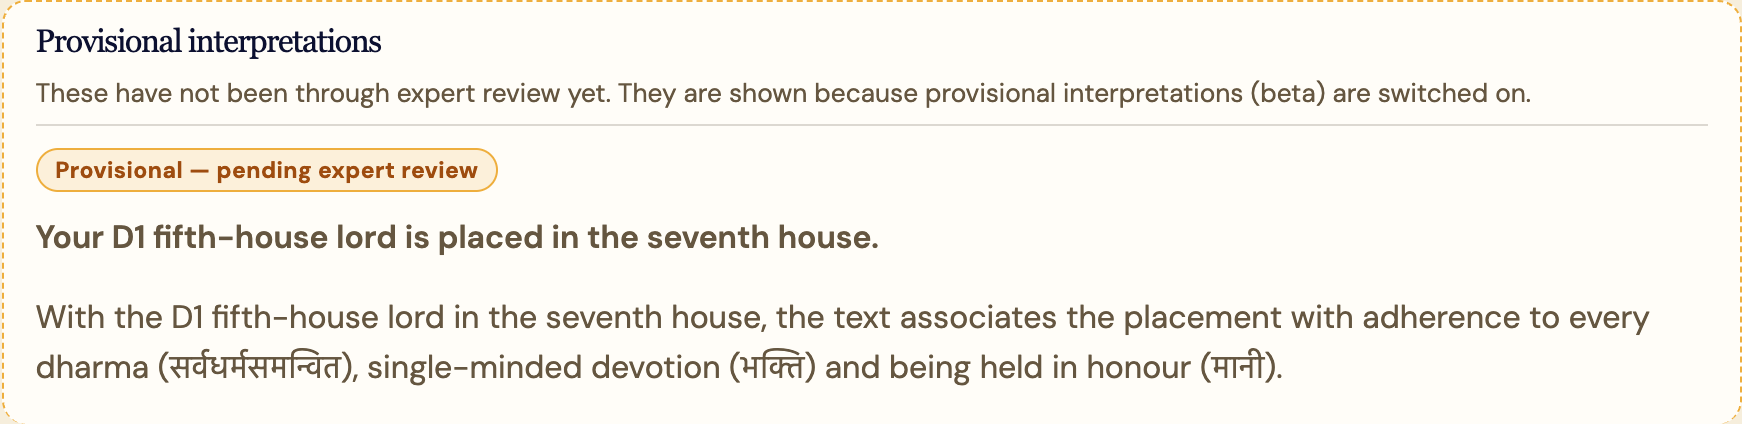 Provisional interpretations
These have not been through expert review yet. They are shown because provisional interpretations (beta) are switched on.
Provisional — pending expert review
Your D1 fifth-house lord is placed in the seventh house.
With the D1 fifth-house lord in the seventh house, the text associates the placement with adherence to every
dharma (सर्वधर्मसमन्वित), single-minded devotion (भक्ति) and being held in honour (मानी).